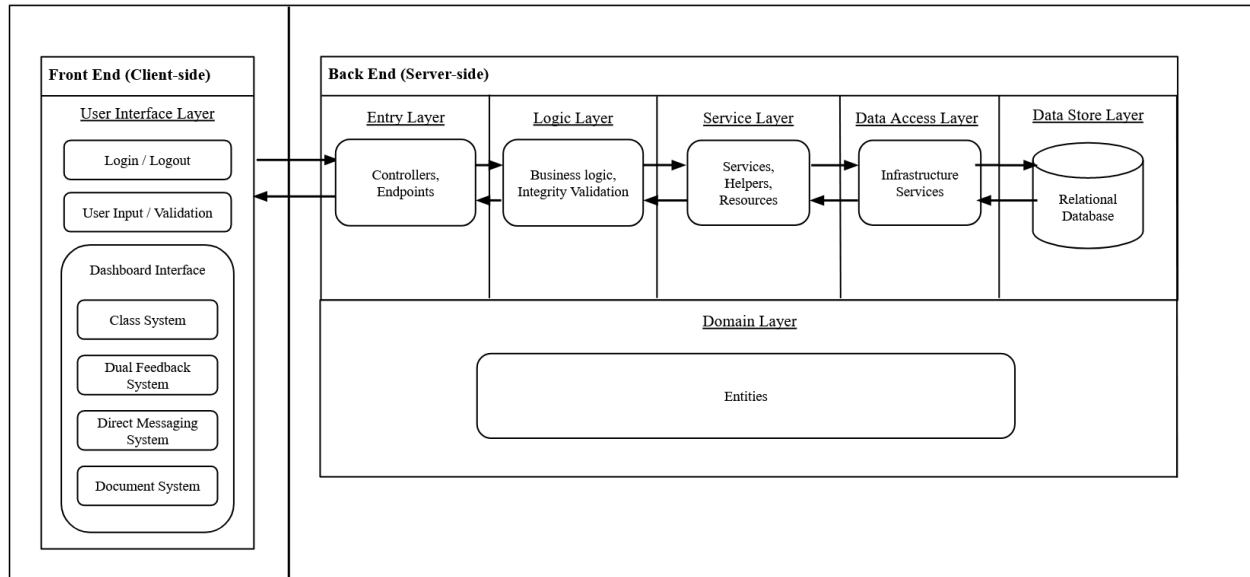 Front End (Client-side)
User Interface Layer
Login / Logout
User Input / Validation
Dashboard Interface
Class System
Dual Feedback
System
Direct Messaging
System
Document System
Back End (Server-side)
Entry Layer
Controllers,
Endpoints
Logic Layer
Business logic,
Integrity Validation
Service Layer
Services,
Helpers,
Resources
Data Access Layer
Infrastructure
Services
Data Store Layer
Relational
Database
Domain Layer
Entities